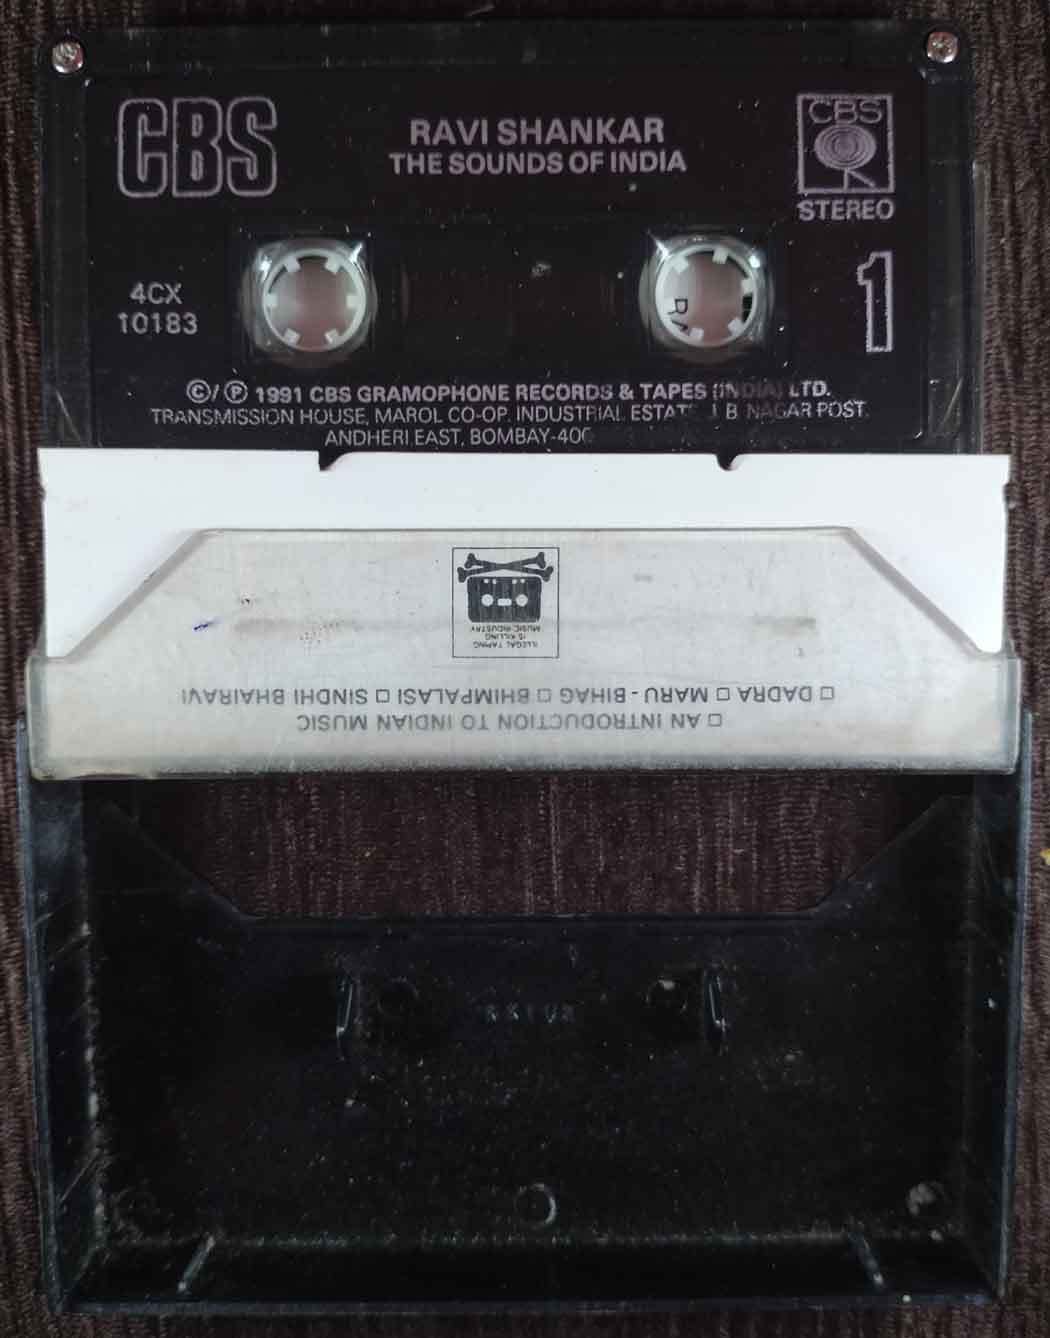 CBS
RAVI SHANKAR
THE SOUNDS OF INDIA
CBS
STEREO
4CX
10183
1
©/℗ 1991 CBS GRAMOPHONE RECORDS & TAPES (INDIA) LTD.
TRANSMISSION HOUSE, MAROL CO-OP. INDUSTRIAL ESTATE J. B. NAGAR POST.
ANDHERI EAST, BOMBAY-400
□ AN INTRODUCTION TO INDIAN MUSIC
□ DADRA □ MARU - BIHAG □ BHIMPALASI □ SINDHI BHAIRAVI
ILLEGAL TAPING
IS KILLING
MUSIC INDUSTRY